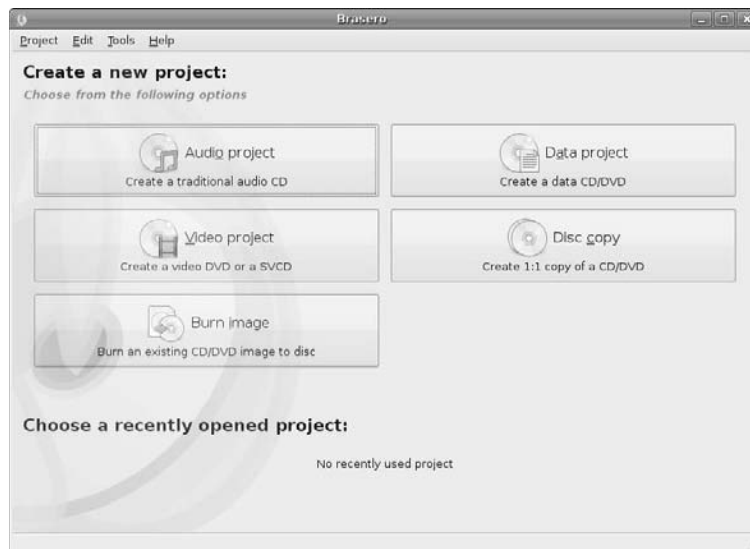 Brasero
Project Edit Tools Help
Create a new project:
Choose from the following options
Audio project
Create a traditional audio CD
Data project
Create a data CD/DVD
Video project
Create a video DVD or a SVCD
Disc copy
Create 1:1 copy of a CD/DVD
Burn image
Burn an existing CD/DVD image to disc
Choose a recently opened project:
No recently used project